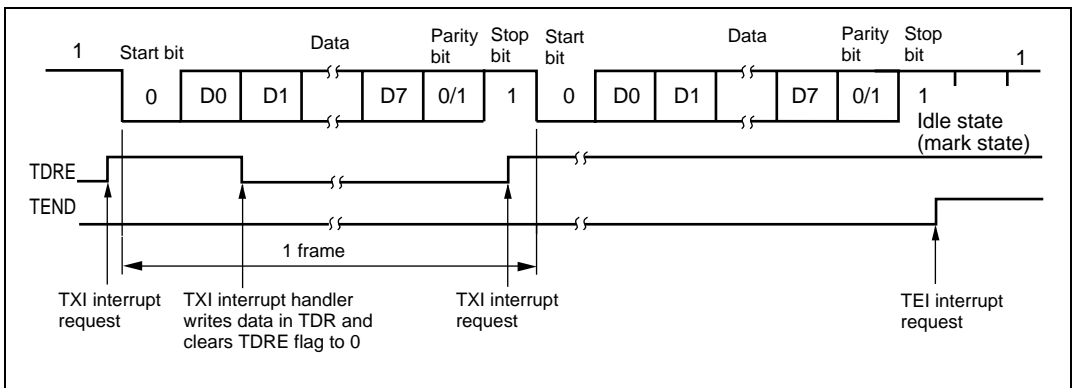 1
Start bit
Data
Parity bit
Stop bit
Start bit
Data
Parity bit
Stop bit
1
0 D0 D1 D7 0/1 1 0 D0 D1 D7 0/1 1
Idle state
(mark state)
TDRE
TEND
1 frame
TXI interrupt
request
TXI interrupt handler
writes data in TDR and
clears TDRE flag to 0
TXI interrupt
request
TEI interrupt
request